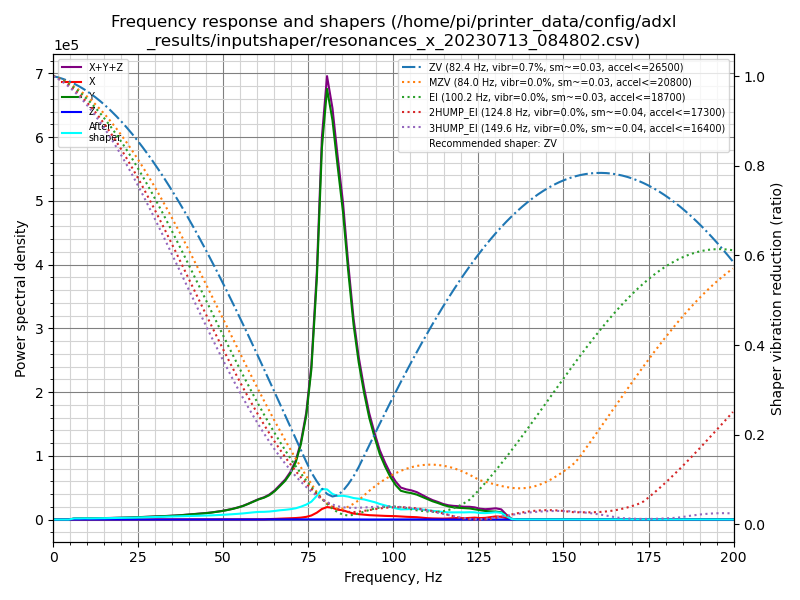 Frequency response and shapers (/home/pi/printer_data/config/adxl
_results/inputshaper/resonances_x_20230713_084802.csv)
1e5
X+Y+Z
X
Y
Z
After
shaper
ZV (82.4 Hz, vibr=0.7%, sm~=0.03, accel<=26500)
MZV (84.0 Hz, vibr=0.0%, sm~=0.03, accel<=20800)
EI (100.2 Hz, vibr=0.0%, sm~=0.03, accel<=18700)
2HUMP_EI (124.8 Hz, vibr=0.0%, sm~=0.04, accel<=17300)
3HUMP_EI (149.6 Hz, vibr=0.0%, sm~=0.04, accel<=16400)
Recommended shaper: ZV
7
6
5
4
3
2
1
0
Power spectral density
1.0
0.8
0.6
0.4
0.2
0.0
Shaper vibration reduction (ratio)
0 25 50 75 100 125 150 175 200
Frequency, Hz